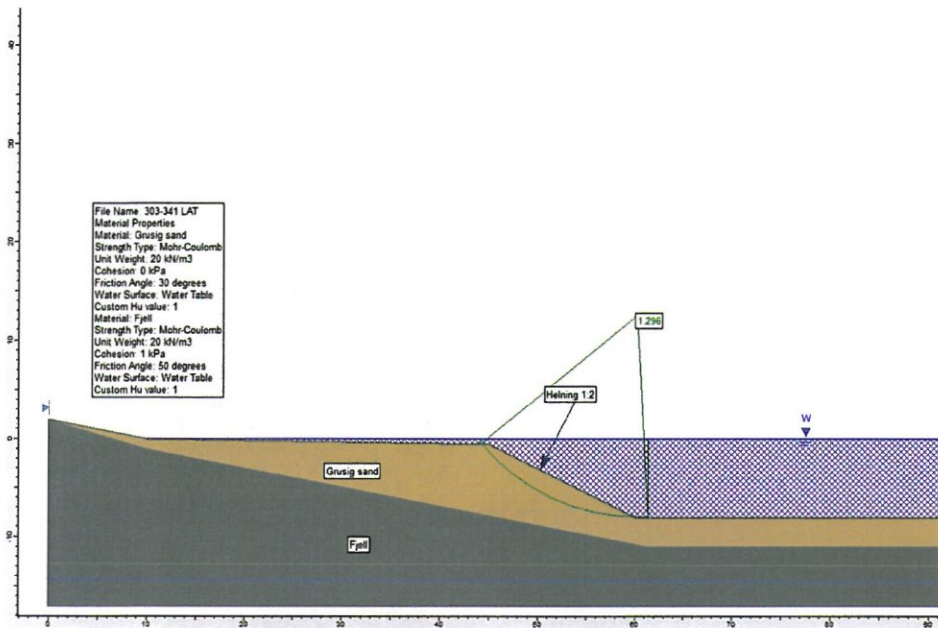 40
30
20
10
0
-10
File Name: 303-341 LAT
Material Properties
Material: Grusig sand
Strength Type: Mohr-Coulomb
Unit Weight: 20 kN/m3
Cohesion: 0 kPa
Friction Angle: 30 degrees
Water Surface: Water Table
Custom Hu value: 1
Material: Fjell
Strength Type: Mohr-Coulomb
Unit Weight: 20 kN/m3
Cohesion: 1 kPa
Friction Angle: 50 degrees
Water Surface: Water Table
Custom Hu value: 1
1.296
Helning 1:2
W
Grusig sand
Fjell
0 10 20 30 40 50 60 70 80 90